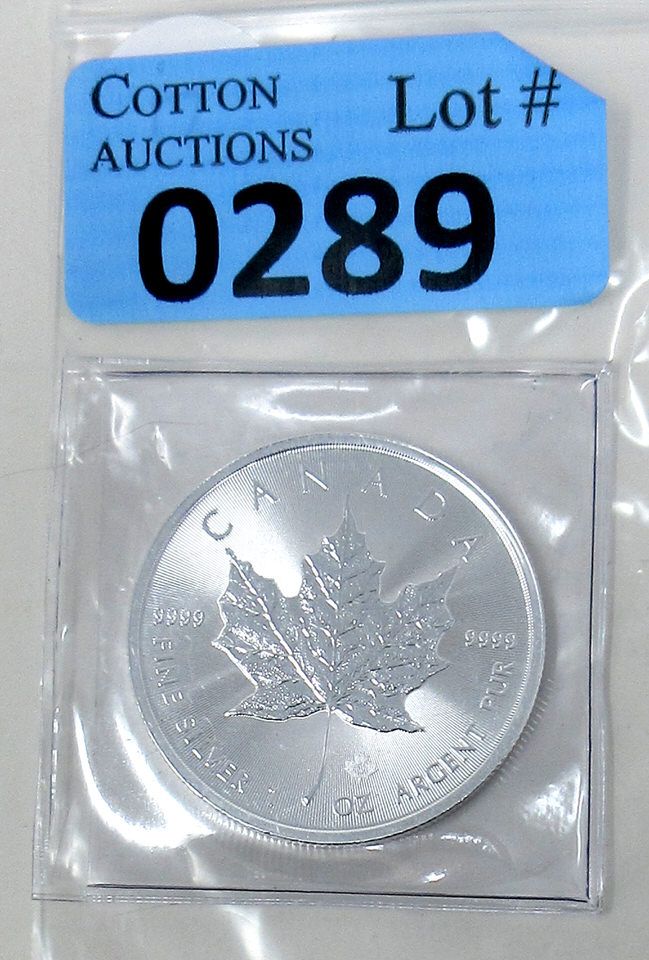 COTTON
AUCTIONS
Lot #
0289
CANADA
9999
9999
FINE SILVER 1 OZ ARGENT PUR